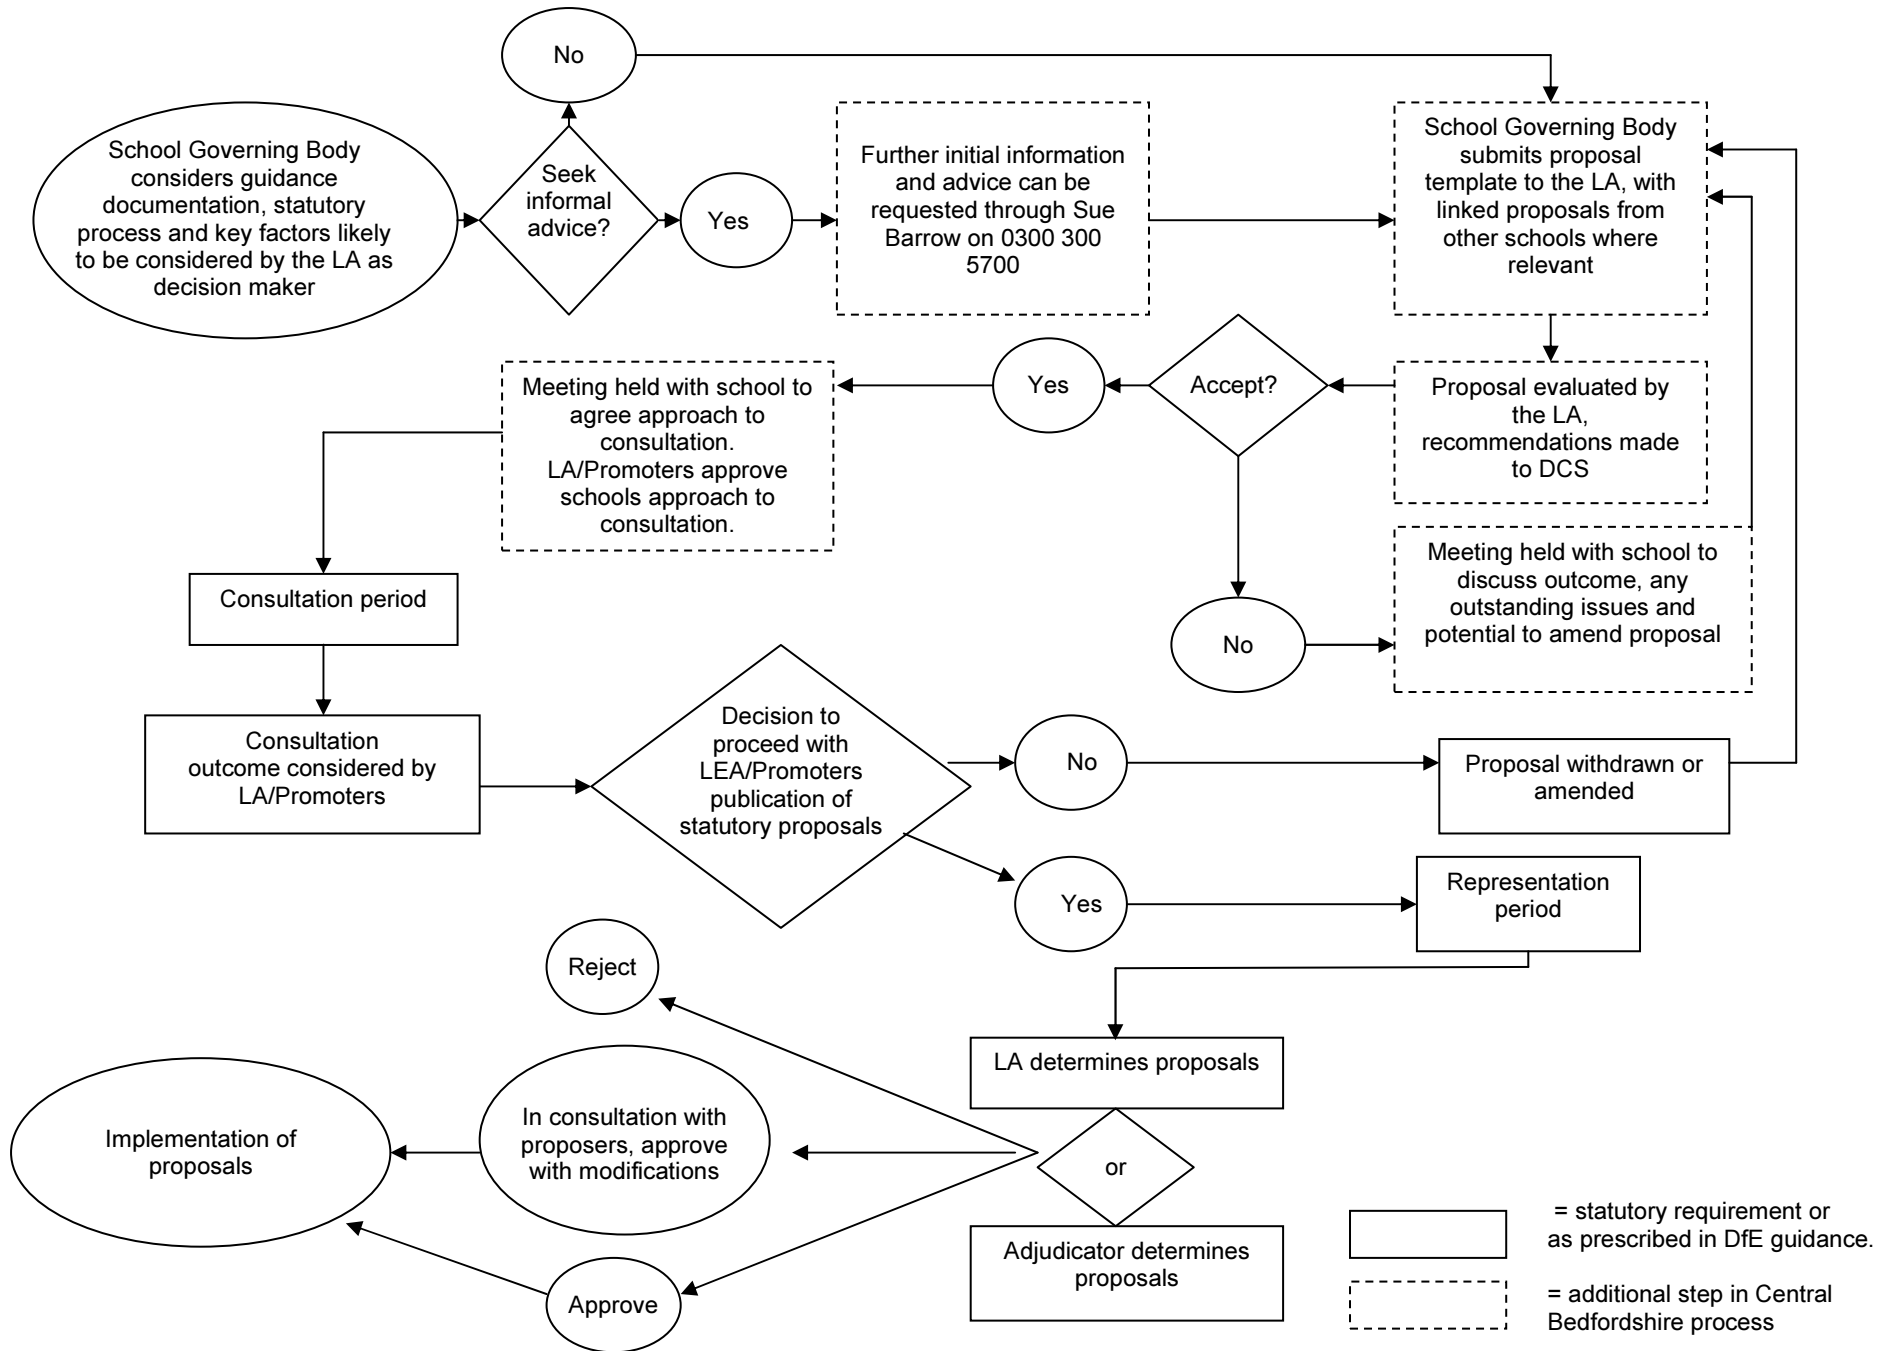 No
School Governing Body
considers guidance
documentation, statutory
process and key factors likely
to be considered by the LA as
decision maker
Seek
informal
advice?
Yes
Further initial information
and advice can be
requested through Sue
Barrow on 0300 300
5700
School Governing Body
submits proposal
template to the LA, with
linked proposals from
other schools where
relevant
Meeting held with school to
agree approach to
consultation.
LA/Promoters approve
schools approach to
consultation.
Yes
Accept?
Proposal evaluated by
the LA,
recommendations made
to DCS
No
Meeting held with school to
discuss outcome, any
outstanding issues and
potential to amend proposal
Consultation period
Consultation
outcome considered by
LA/Promoters
Decision to
proceed with
LEA/Promoters
publication of
statutory proposals
No
Proposal withdrawn or
amended
Yes
Representation
period
Reject
LA determines proposals
Implementation of
proposals
In consultation with
proposers, approve
with modifications
or
Approve
Adjudicator determines
proposals
= statutory requirement or
as prescribed in DfE guidance.
= additional step in Central
Bedfordshire process